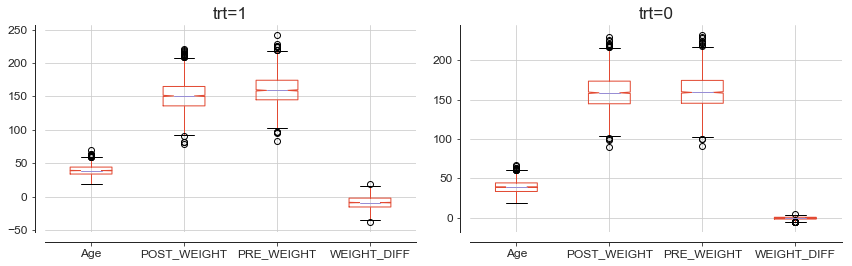 trt=1
250
200
150
100
50
0
−50
Age
POST_WEIGHT
PRE_WEIGHT
WEIGHT_DIFF
trt=0
200
150
100
50
0
Age
POST_WEIGHT
PRE_WEIGHT
WEIGHT_DIFF